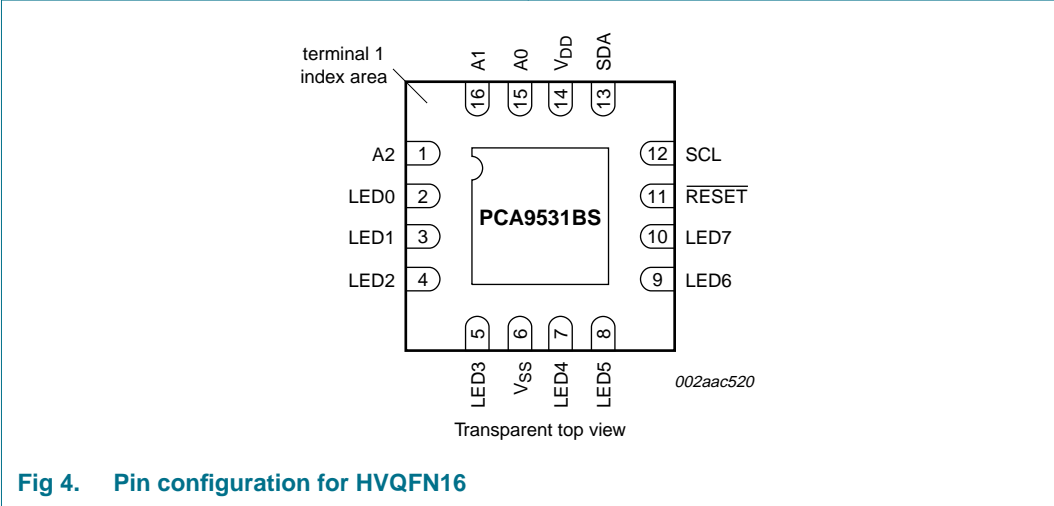 terminal 1
index area
A1
A0
VDD
SDA
16
15
14
13
A2 1
LED0 2
LED1 3
LED2 4
PCA9531BS
12 SCL
11 RESET
10 LED7
9 LED6
5
6
7
8
LED3
VSS
LED4
LED5
002aac520
Transparent top view
Fig 4. Pin configuration for HVQFN16